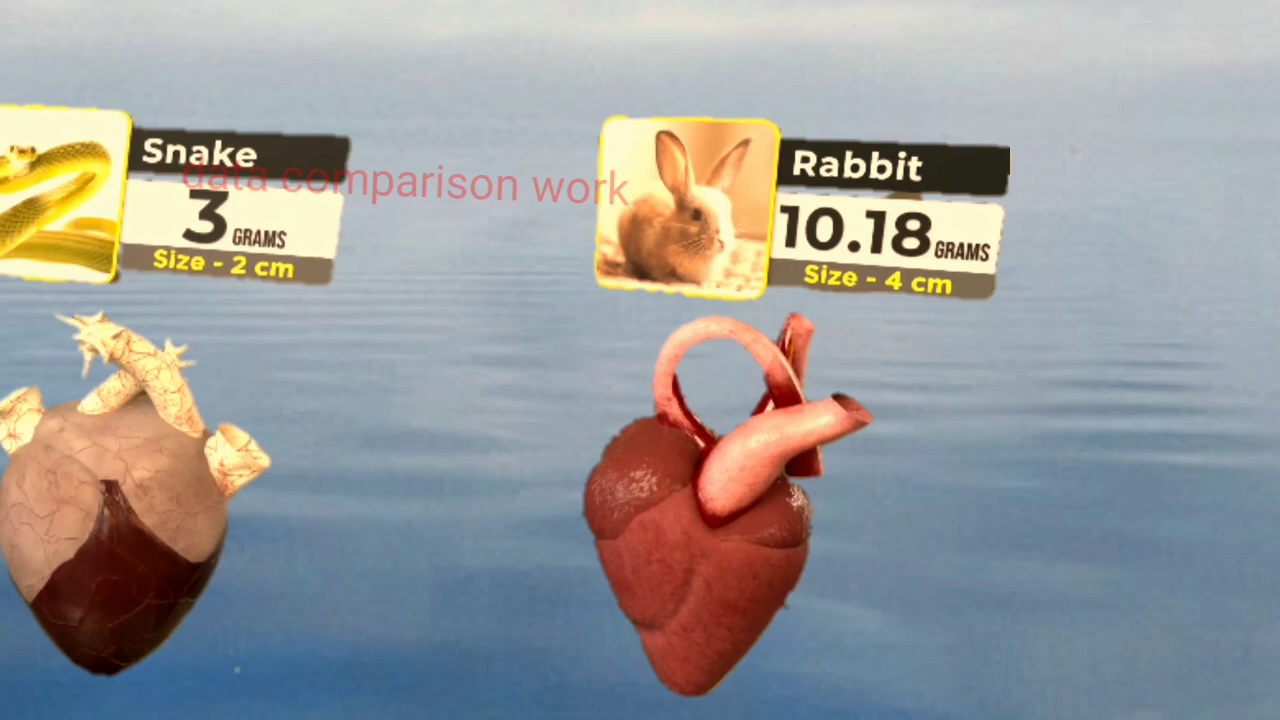 Snake
3 GRAMS
Size - 2 cm
data comparison work
Rabbit
10.18 GRAMS
Size - 4 cm